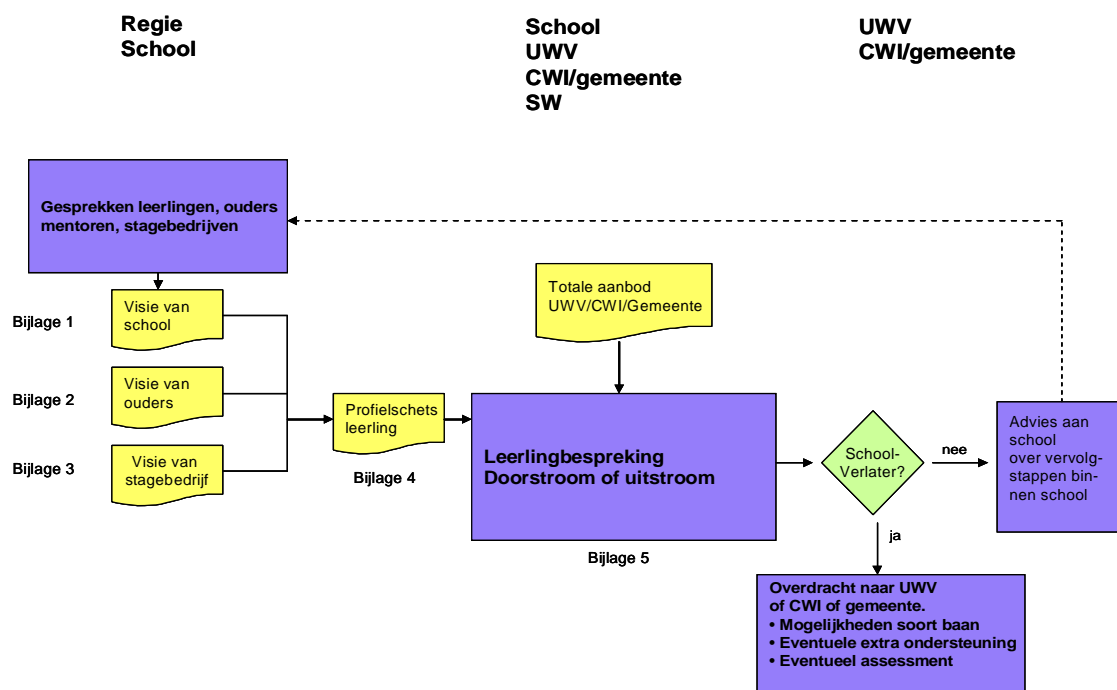 Regie
School
School
UWV
CWI/gemeente
SW
UWV
CWI/gemeente
Gesprekken leerlingen, ouders
mentoren, stagebedrijven
Bijlage 1
Visie van
school
Bijlage 2
Visie van
ouders
Bijlage 3
Visie van
stagebedrijf
Profielschets
leerling
Bijlage 4
Totale aanbod
UWV/CWI/Gemeente
Leerlingbespreking
Doorstroom of uitstroom
Bijlage 5
School-
Verlater?
nee
ja
Advies aan
school
over vervolg-
stappen bin-
nen school
Overdracht naar UWV
of CWI of gemeente.
• Mogelijkheden soort baan
• Eventuele extra ondersteuning
• Eventueel assessment